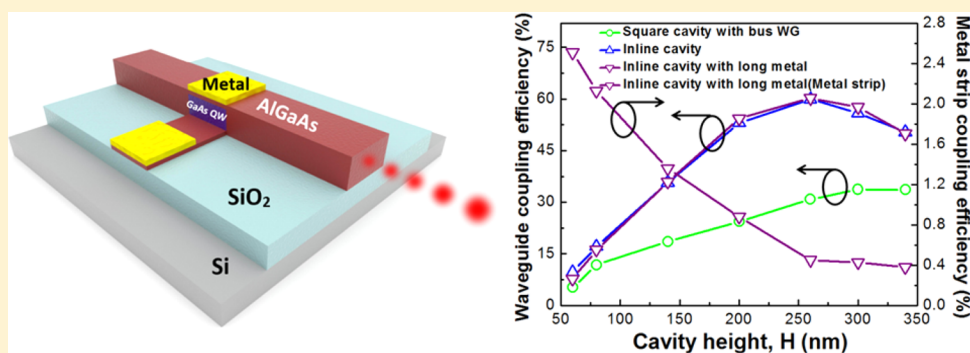 Metal
AlGaAs
GaAs QW
SiO2
Si
Square cavity with bus WG
Inline cavity
Inline cavity with long metal
Inline cavity with long metal(Metal strip)
Waveguide coupling efficiency (%)
75
60
45
30
15
0
50 100 150 200 250 300 350
Cavity height, H (nm)
2.8
2.4
2.0
1.6
1.2
0.8
0.4
0.0
Metal strip coupling efficiency (%)